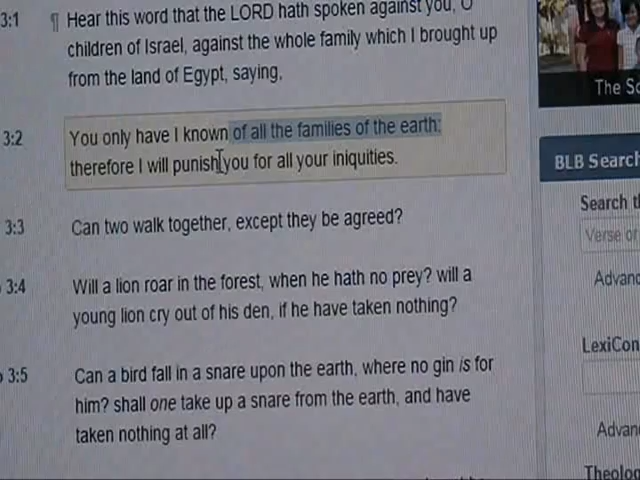 3:1 ¶ Hear this word that the LORD hath spoken against you, O
children of Israel, against the whole family which I brought up
from the land of Egypt, saying,
3:2 You only have I known of all the families of the earth:
therefore I will punish you for all your iniquities.
3:3 Can two walk together, except they be agreed?
3:4 Will a lion roar in the forest, when he hath no prey? will a
young lion cry out of his den, if he have taken nothing?
3:5 Can a bird fall in a snare upon the earth, where no gin is for
him? shall one take up a snare from the earth, and have
taken nothing at all?
The
BLB Search
Search
Verse or
LexiCon